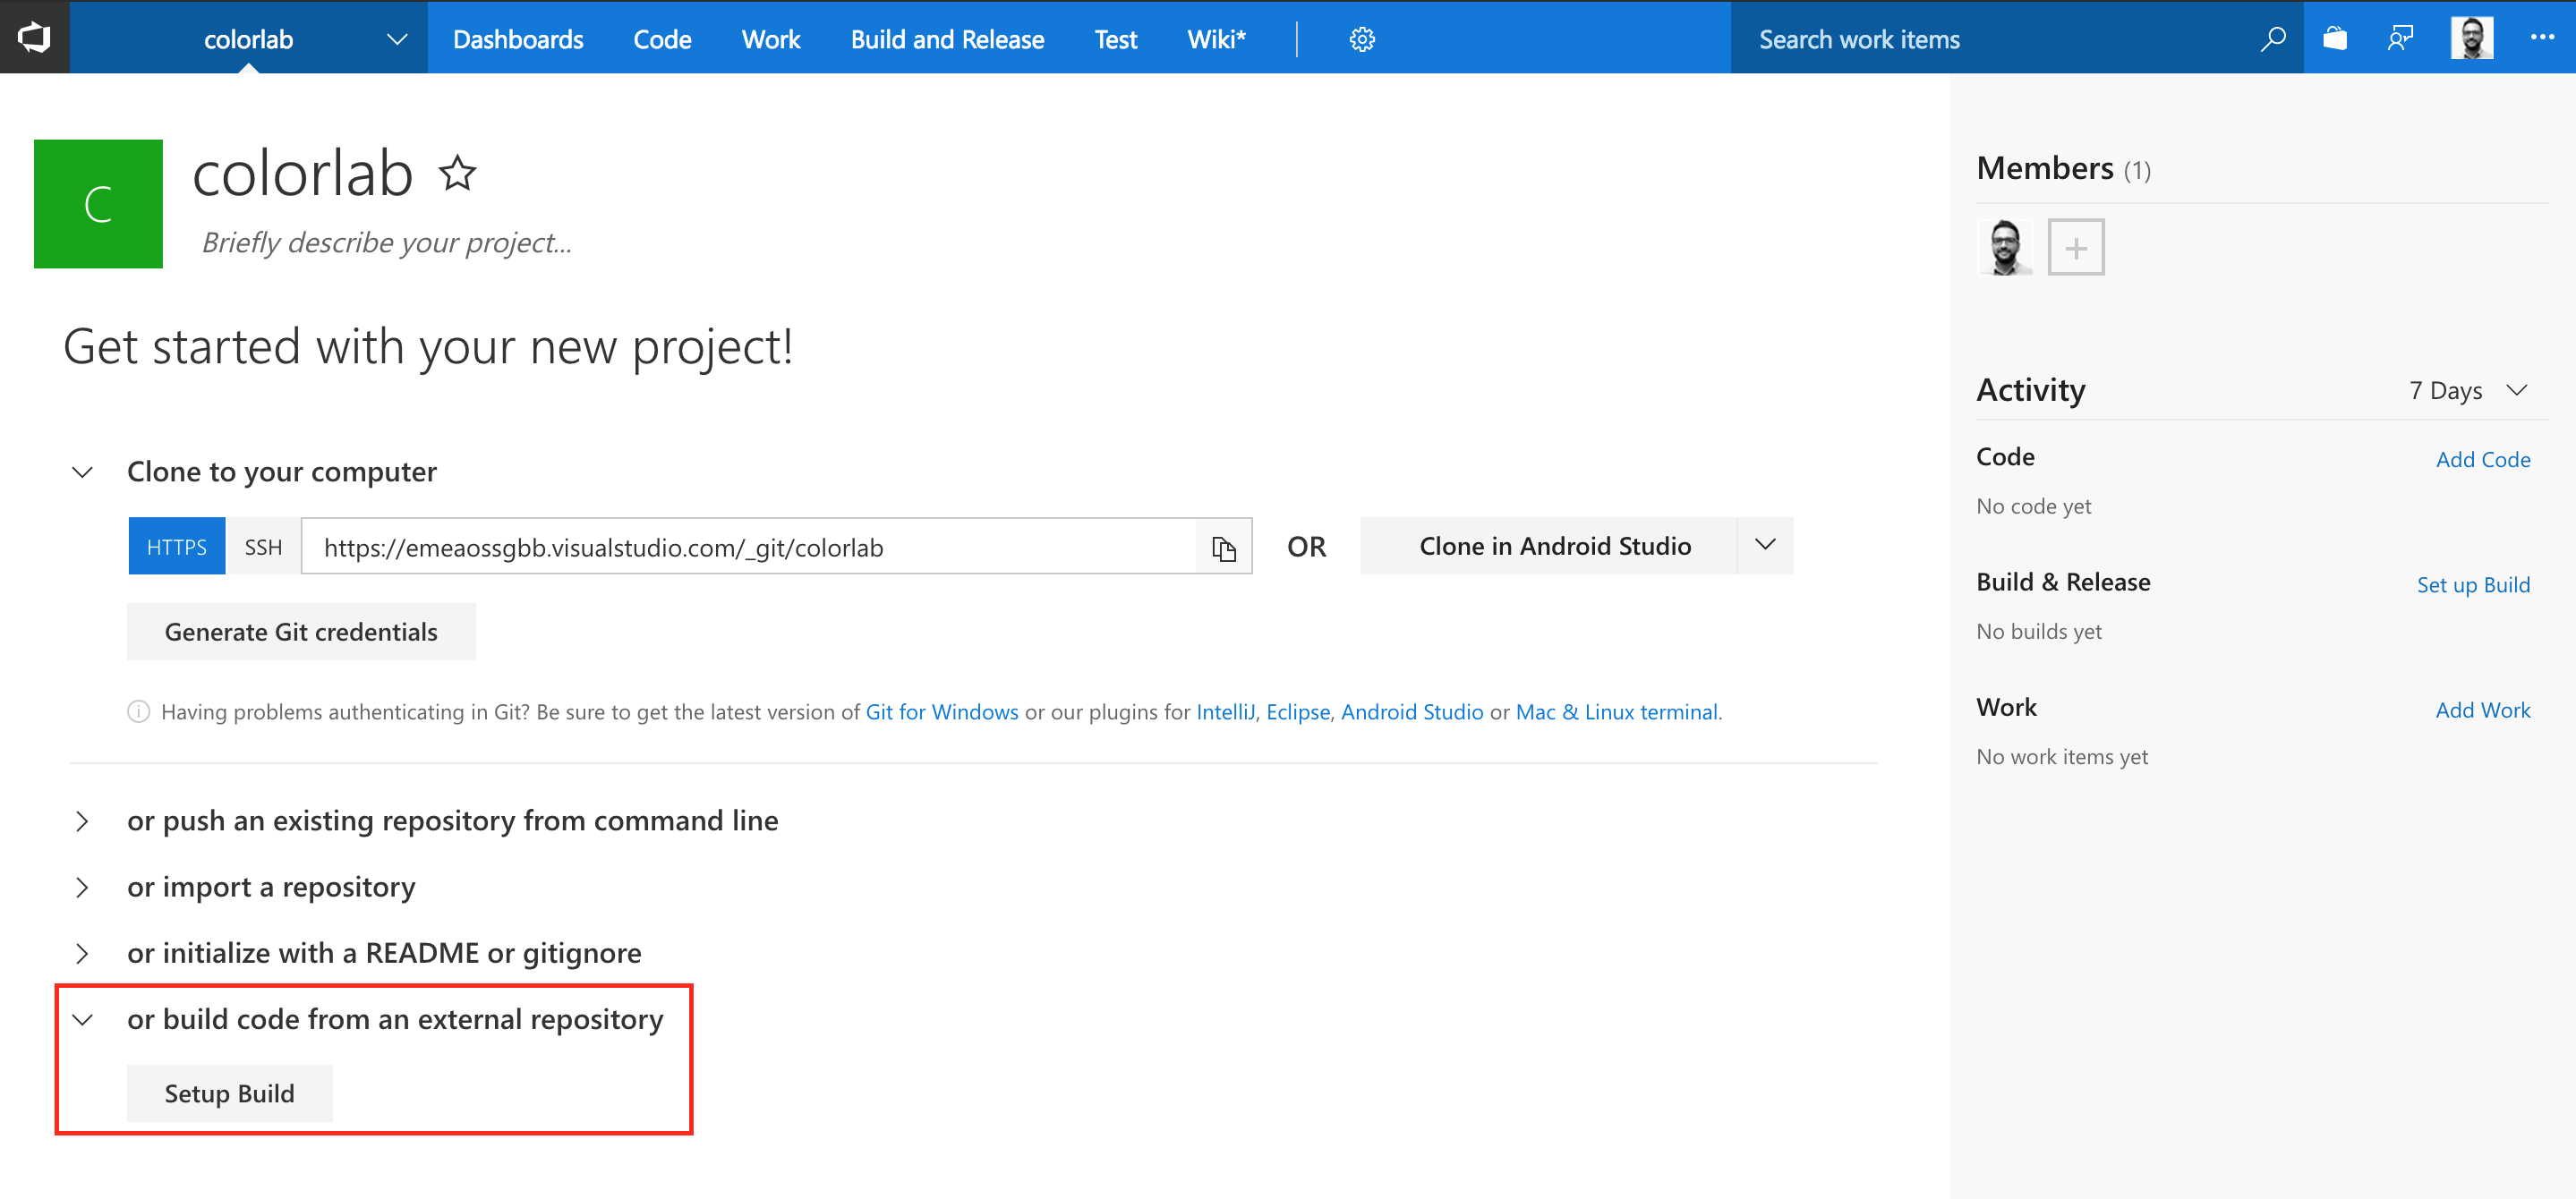 colorlab Dashboards Code Work Build and Release Test Wiki* Search work items
C
colorlab
Briefly describe your project...
Get started with your new project!
Clone to your computer
HTTPS SSH https://emeaossgbb.visualstudio.com/_git/colorlab OR Clone in Android Studio
Generate Git credentials
Having problems authenticating in Git? Be sure to get the latest version of Git for Windows or our plugins for IntelliJ, Eclipse, Android Studio or Mac & Linux terminal.
or push an existing repository from command line
or import a repository
or initialize with a README or gitignore
or build code from an external repository
Setup Build
Members (1)
Activity 7 Days
Code Add Code
No code yet
Build & Release Set up Build
No builds yet
Work Add Work
No work items yet